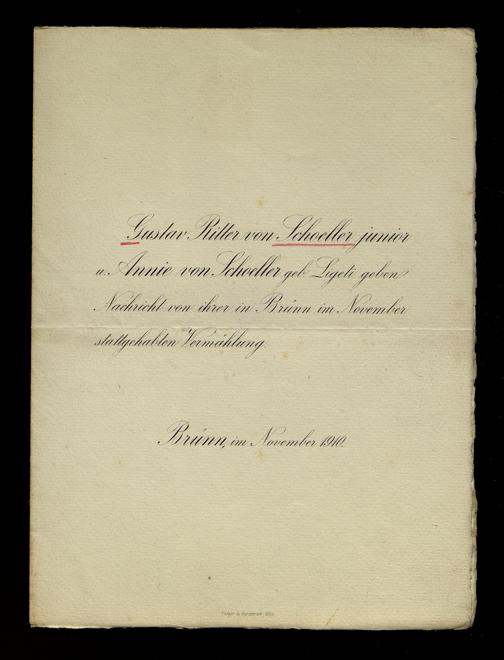 Gustav Ritter von Schoeller junior
u. Annie von Schoeller geb. Ligeti geben
Nachricht von ihrer in Brünn im November
stattgehabten Vermählung.
Brünn, im November 1910.